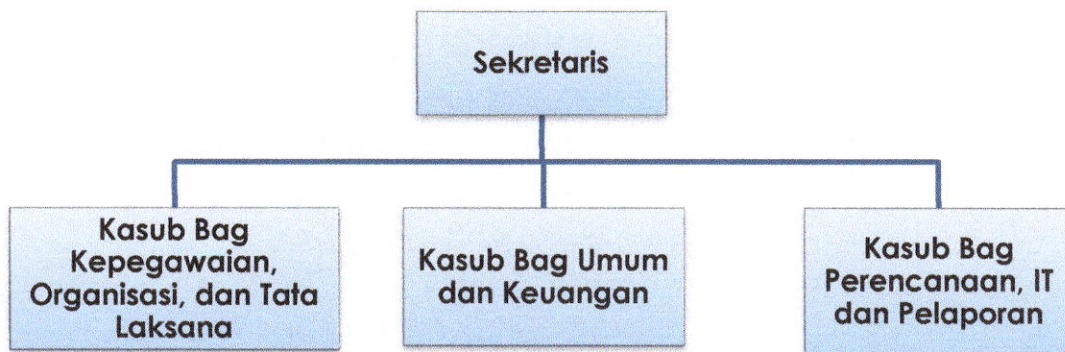 Sekretaris
Kasub Bag
Kepegawaian,
Organisasi, dan Tata
Laksana
Kasub Bag Umum
dan Keuangan
Kasub Bag
Perencanaan, IT
dan Pelaporan